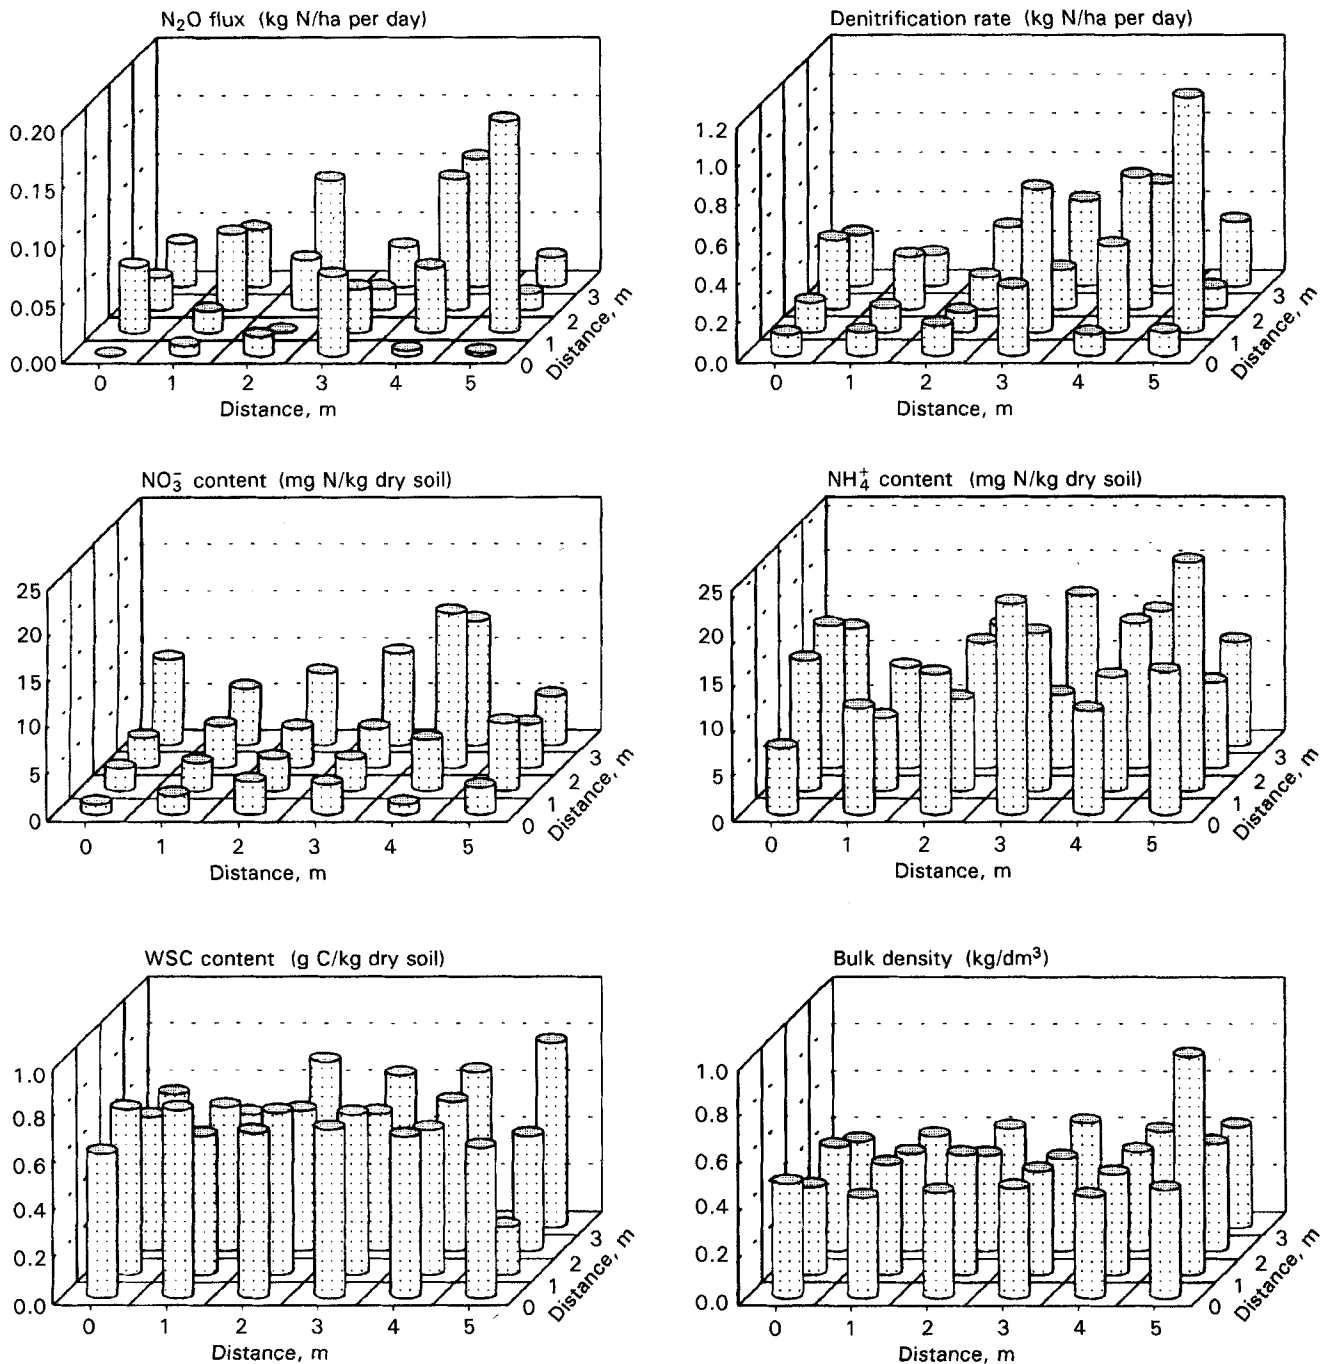 N₂O flux (kg N/ha per day)
0.20
0.15
0.10
0.05
0.00
0 1 2 3 4 5
Distance, m
0 1 2 3
Distance, m
Denitrification rate (kg N/ha per day)
1.2
1.0
0.8
0.6
0.4
0.2
0.0
0 1 2 3 4 5
Distance, m
0 1 2 3
Distance, m
NO₃⁻ content (mg N/kg dry soil)
25
20
15
10
5
0
0 1 2 3 4 5
Distance, m
0 1 2 3
Distance, m
NH₄⁺ content (mg N/kg dry soil)
25
20
15
10
5
0
0 1 2 3 4 5
Distance, m
0 1 2 3
Distance, m
WSC content (g C/kg dry soil)
1.0
0.8
0.6
0.4
0.2
0.0
0 1 2 3 4 5
Distance, m
0 1 2 3
Distance, m
Bulk density (kg/dm³)
1.0
0.8
0.6
0.4
0.2
0.0
0 1 2 3 4 5
Distance, m
0 1 2 3
Distance, m